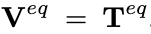 𝐕^{eq} = 𝐓^{eq}.